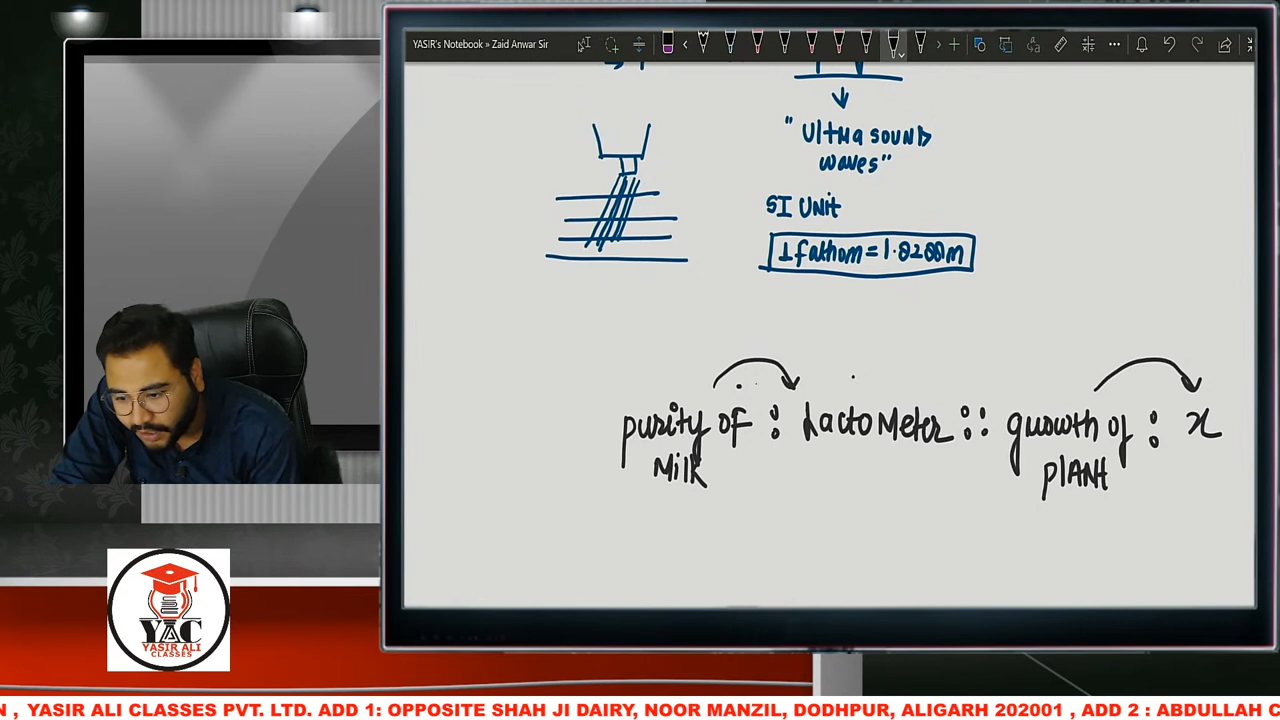 YASIR's Notebook » Zaid Anwar Sir
" Ultra sound
waves"
SI Unit
1 fathom = 1.8288m
purity of : Lactometer :: growth of : x
Milk
PlANt
YAC
YASIR ALI
CLASSES
N , YASIR ALI CLASSES PVT. LTD. ADD 1: OPPOSITE SHAH JI DAIRY, NOOR MANZIL, DODHPUR, ALIGARH 202001 , ADD 2 : ABDULLAH C